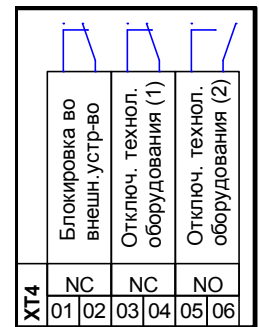 Блокировка во
внешн.устр-во
Отключ. технол.
оборудования (1)
Отключ. технол.
оборудования (2)
XT4
NC NC NO
01 02 03 04 05 06